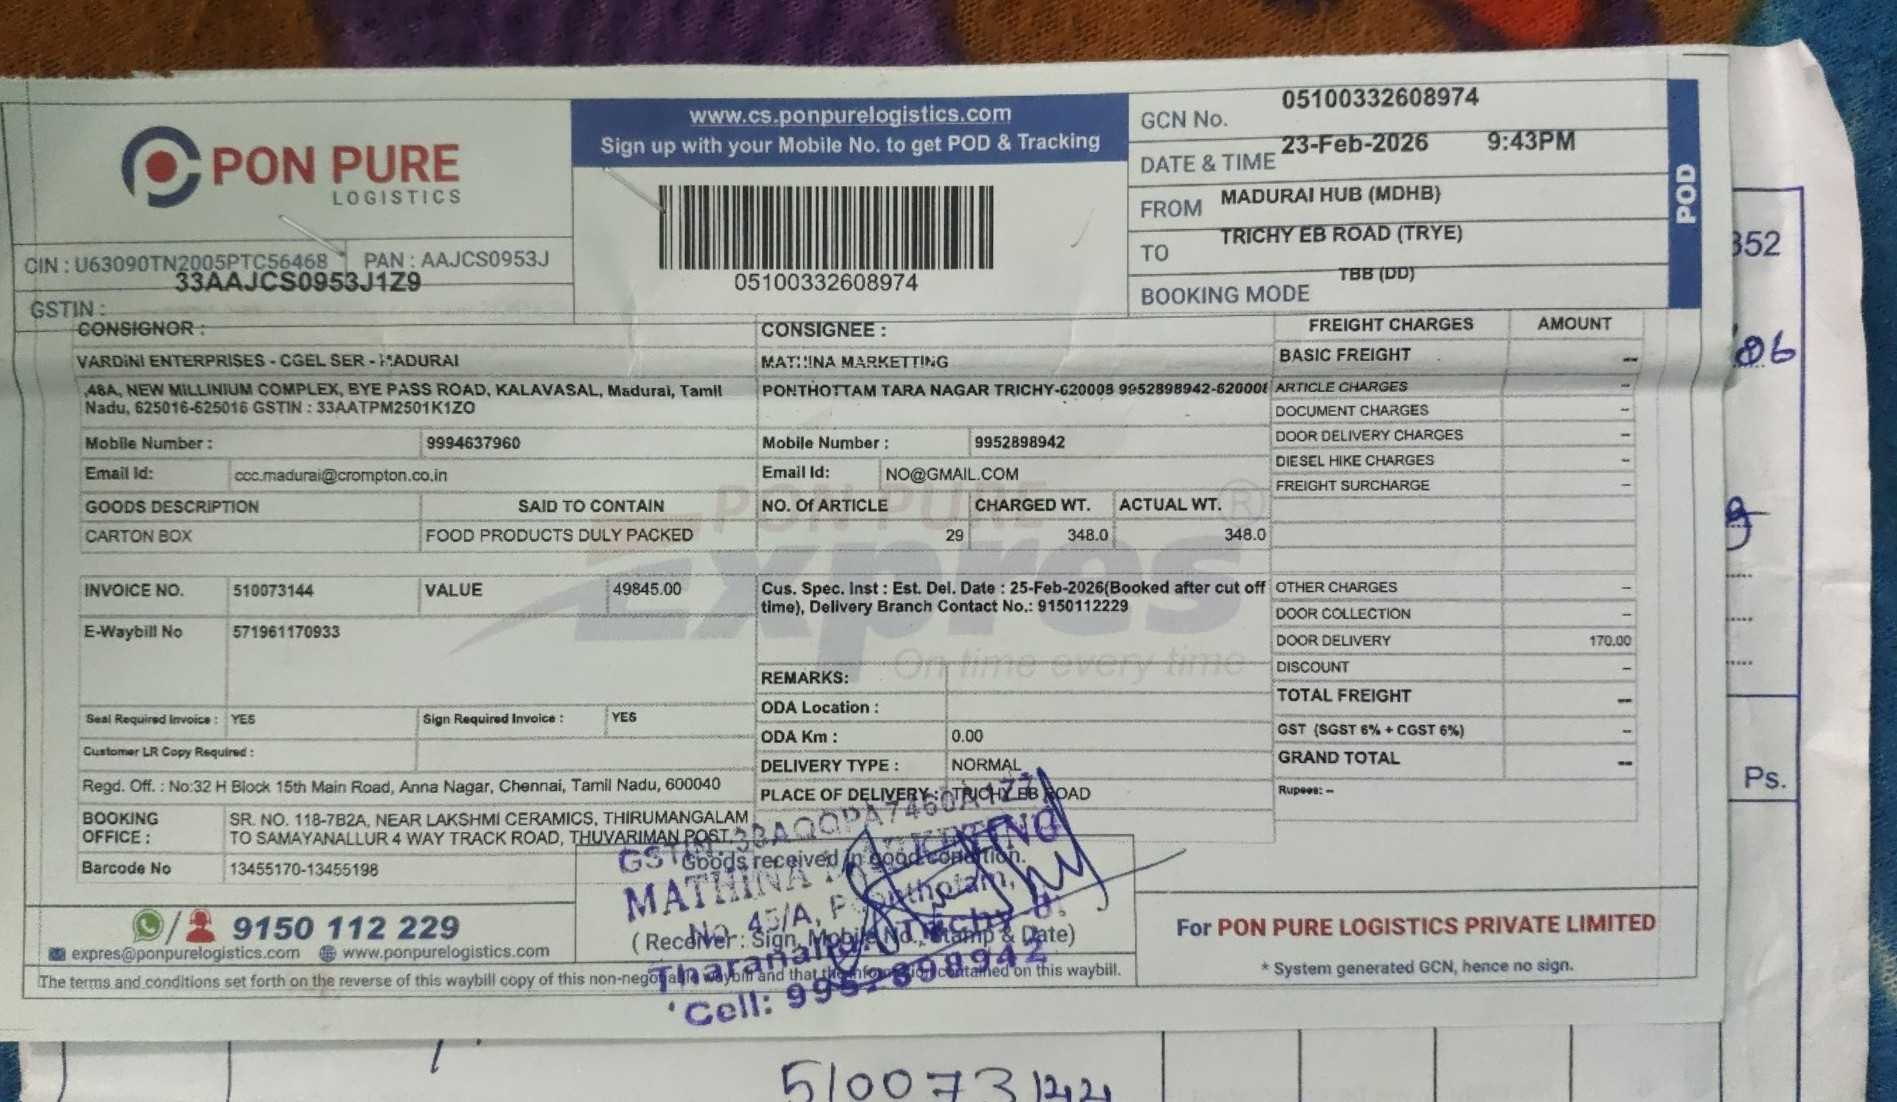 PON PURE
LOGISTICS
CIN : U63090TN2005PTC56468 PAN : AAJCS0953J
33AAJCS0953J1Z9
GSTIN :
www.cs.ponpurelogistics.com
Sign up with your Mobile No. to get POD & Tracking
05100332608974
GCN No. 05100332608974
DATE & TIME 23-Feb-2026 9:43PM
FROM MADURAI HUB (MDHB)
TO TRICHY EB ROAD (TRYE)
BOOKING MODE TBB (DD)
POD
CONSIGNOR :
VARDINI ENTERPRISES - CGEL SER - MADURAI
,48A, NEW MILLINIUM COMPLEX, BYE PASS ROAD, KALAVASAL, Madurai, Tamil
Nadu, 625016-625016 GSTIN : 33AATPM2501K1ZO
Mobile Number : 9994637960
Email Id: ccc.madurai@crompton.co.in
CONSIGNEE :
MATHINA MARKETTING
PONTHOTTAM TARA NAGAR TRICHY-620008 9952898942-620008
Mobile Number : 9952898942
Email Id: NO@GMAIL.COM
GOODS DESCRIPTION SAID TO CONTAIN NO. Of ARTICLE CHARGED WT. ACTUAL WT.
CARTON BOX FOOD PRODUCTS DULY PACKED 29 348.0 348.0
PON PURE
Expres
On time every time
INVOICE NO. 510073144 VALUE 49845.00
E-Waybill No 571961170933
Seal Required Invoice : YES Sign Required Invoice : YES
Customer LR Copy Required :
Regd. Off. : No:32 H Block 15th Main Road, Anna Nagar, Chennai, Tamil Nadu, 600040
BOOKING OFFICE : SR. NO. 118-7B2A, NEAR LAKSHMI CERAMICS, THIRUMANGALAM
TO SAMAYANALLUR 4 WAY TRACK ROAD, THUVARIMAN POST,
Barcode No 13455170-13455198
Cus. Spec. Inst : Est. Del. Date : 25-Feb-2026(Booked after cut off
time), Delivery Branch Contact No.: 9150112229
REMARKS:
ODA Location :
ODA Km : 0.00
DELIVERY TYPE : NORMAL
PLACE OF DELIVERY : TRICHY EB ROAD
FREIGHT CHARGES AMOUNT
BASIC FREIGHT --
ARTICLE CHARGES --
DOCUMENT CHARGES --
DOOR DELIVERY CHARGES --
DIESEL HIKE CHARGES --
FREIGHT SURCHARGE --
OTHER CHARGES --
DOOR COLLECTION --
DOOR DELIVERY 170.00
DISCOUNT --
TOTAL FREIGHT --
GST (SGST 6% + CGST 6%) --
GRAND TOTAL --
Rupees: --
Goods received in good condition.
(Receiver : Sign, Mobile No., Stamp & Date)
MATHINA
No. 45/A,
Trichy
Cell:
9150 112 229
expres@ponpurelogistics.com www.ponpurelogistics.com
The terms and conditions set forth on the reverse of this waybill copy of this non-negotiable waybill and that the information contained on this waybill.
For PON PURE LOGISTICS PRIVATE LIMITED
* System generated GCN, hence no sign.
352
Ps.
510073144